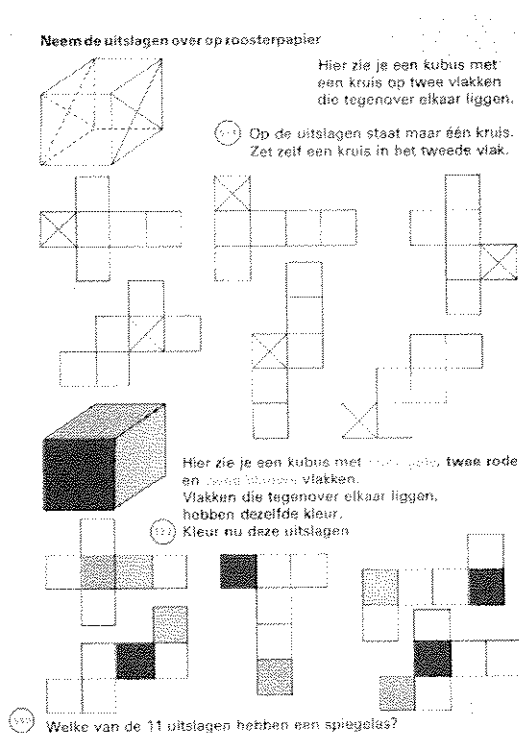 Neem de uitslagen over op roosterpapier
Hier zie je een kubus met
een kruis op twee vlakken
die tegenover elkaar liggen.
Op de uitslagen staat maar één kruis.
Zet zelf een kruis in het tweede vlak.
Hier zie je een kubus met twee rode
en vlakken.
Vlakken die tegenover elkaar liggen,
hebben dezelfde kleur.
Kleur nu deze uitslagen
Welke van de 11 uitslagen hebben een spiegelas?